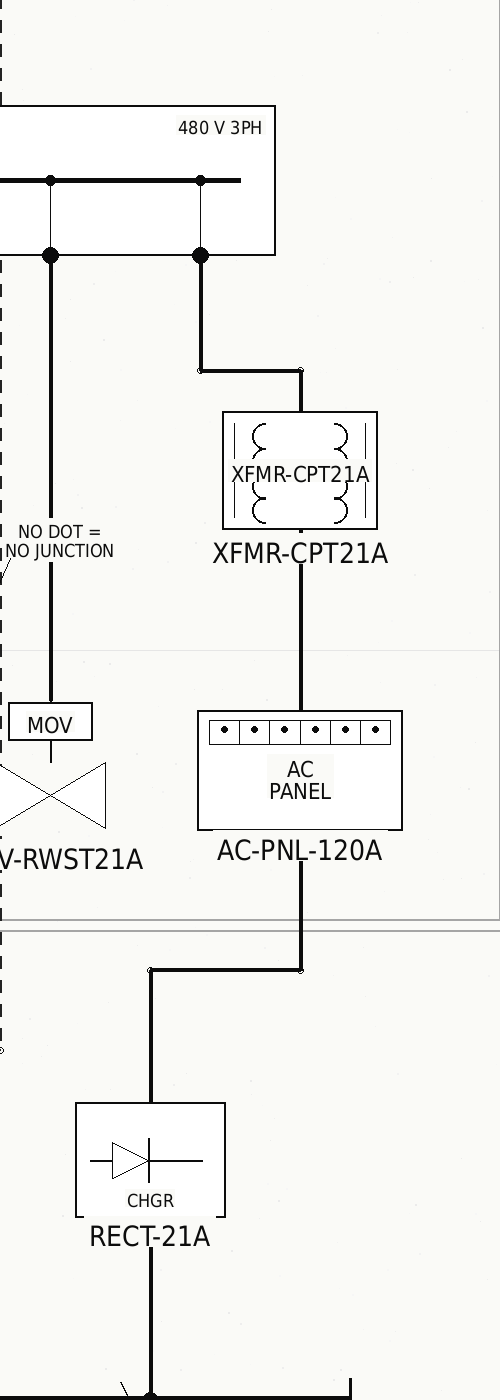 480 V 3PH
XFMR-CPT21A
NO DOT =
NO JUNCTION
XFMR-CPT21A
MOV
AC
PANEL
AC-PNL-120A
V-RWST21A
CHGR
RECT-21A